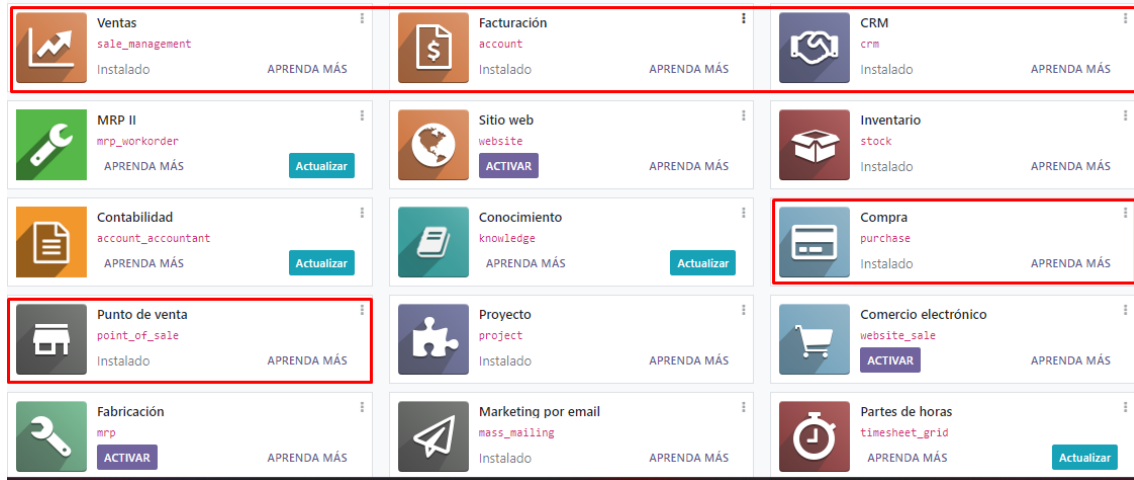 Ventas
sale_management
Instalado
APRENDA MÁS
Facturación
account
Instalado
APRENDA MÁS
CRM
crm
Instalado
APRENDA MÁS
MRP II
mrp_workorder
APRENDA MÁS
Actualizar
Sitio web
website
ACTIVAR
APRENDA MÁS
Inventario
stock
Instalado
APRENDA MÁS
Contabilidad
account_accountant
APRENDA MÁS
Actualizar
Conocimiento
knowledge
APRENDA MÁS
Actualizar
Compra
purchase
Instalado
APRENDA MÁS
Punto de venta
point_of_sale
Instalado
APRENDA MÁS
Proyecto
project
Instalado
APRENDA MÁS
Comercio electrónico
website_sale
ACTIVAR
APRENDA MÁS
Fabricación
mrp
ACTIVAR
APRENDA MÁS
Marketing por email
mass_mailing
Instalado
APRENDA MÁS
Partes de horas
timesheet_grid
APRENDA MÁS
Actualizar